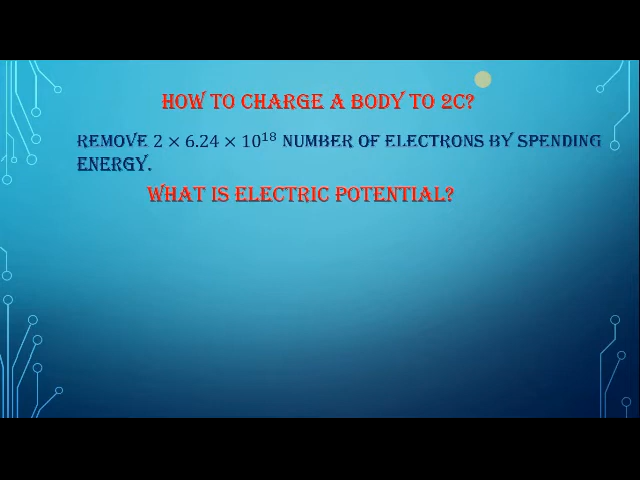 HOW TO CHARGE A BODY TO 2C?
REMOVE 2 × 6.24 × 10¹⁸ NUMBER OF ELECTRONS BY SPENDING
ENERGY.
WHAT IS ELECTRIC POTENTIAL?